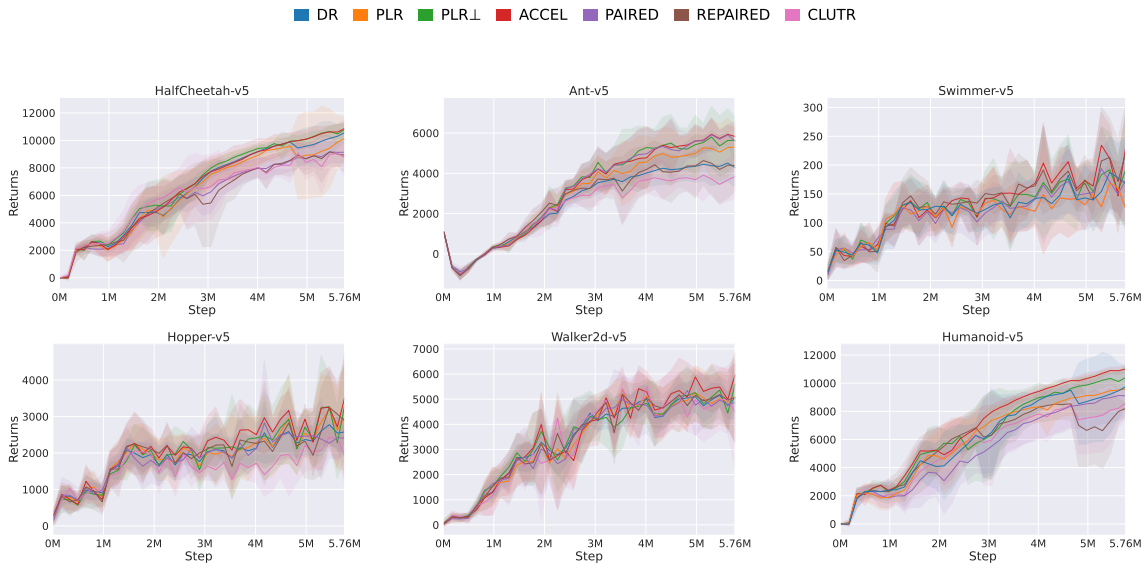 DR PLR PLR⊥ ACCEL PAIRED REPAIRED CLUTR
HalfCheetah-v5
12000
10000
8000
6000
4000
2000
0
Returns
0M 1M 2M 3M 4M 5M 5.76M
Step
Ant-v5
6000
4000
2000
0
Returns
0M 1M 2M 3M 4M 5M 5.76M
Step
Swimmer-v5
300
250
200
150
100
50
0
Returns
0M 1M 2M 3M 4M 5M 5.76M
Step
Hopper-v5
4000
3000
2000
1000
0
Returns
0M 1M 2M 3M 4M 5M 5.76M
Step
Walker2d-v5
7000
6000
5000
4000
3000
2000
1000
0
Returns
0M 1M 2M 3M 4M 5M 5.76M
Step
Humanoid-v5
12000
10000
8000
6000
4000
2000
0
Returns
0M 1M 2M 3M 4M 5M 5.76M
Step